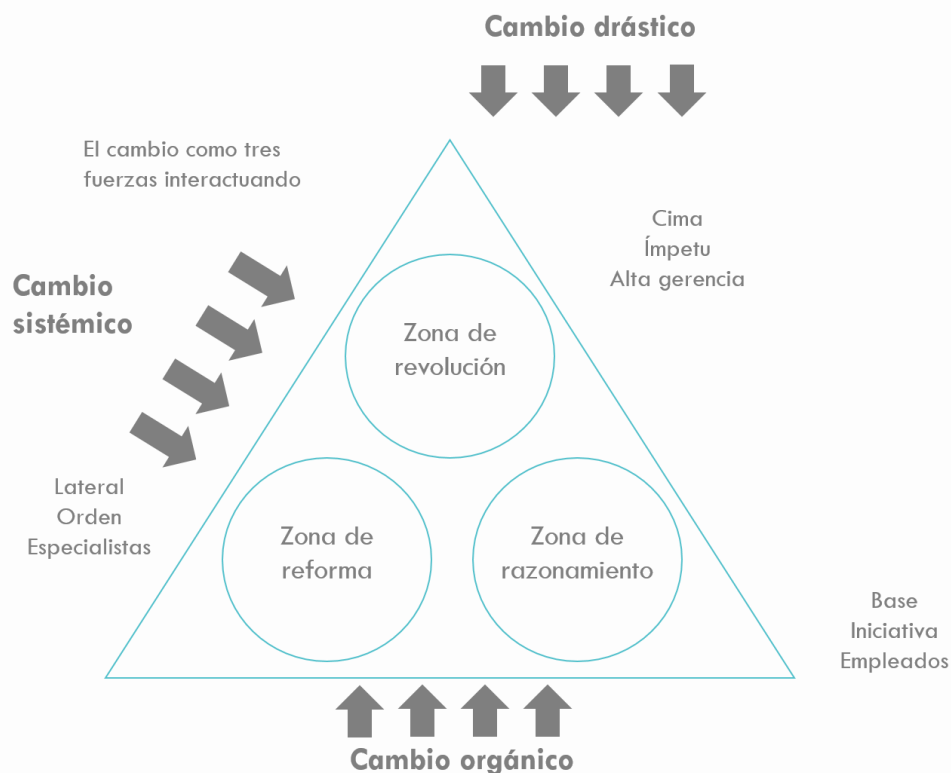 Cambio drástico
El cambio como tres
fuerzas interactuando
Cima
Ímpetu
Alta gerencia
Cambio
sistémico
Zona de
revolución
Lateral
Orden
Especialistas
Zona de
reforma
Zona de
razonamiento
Base
Iniciativa
Empleados
Cambio orgánico